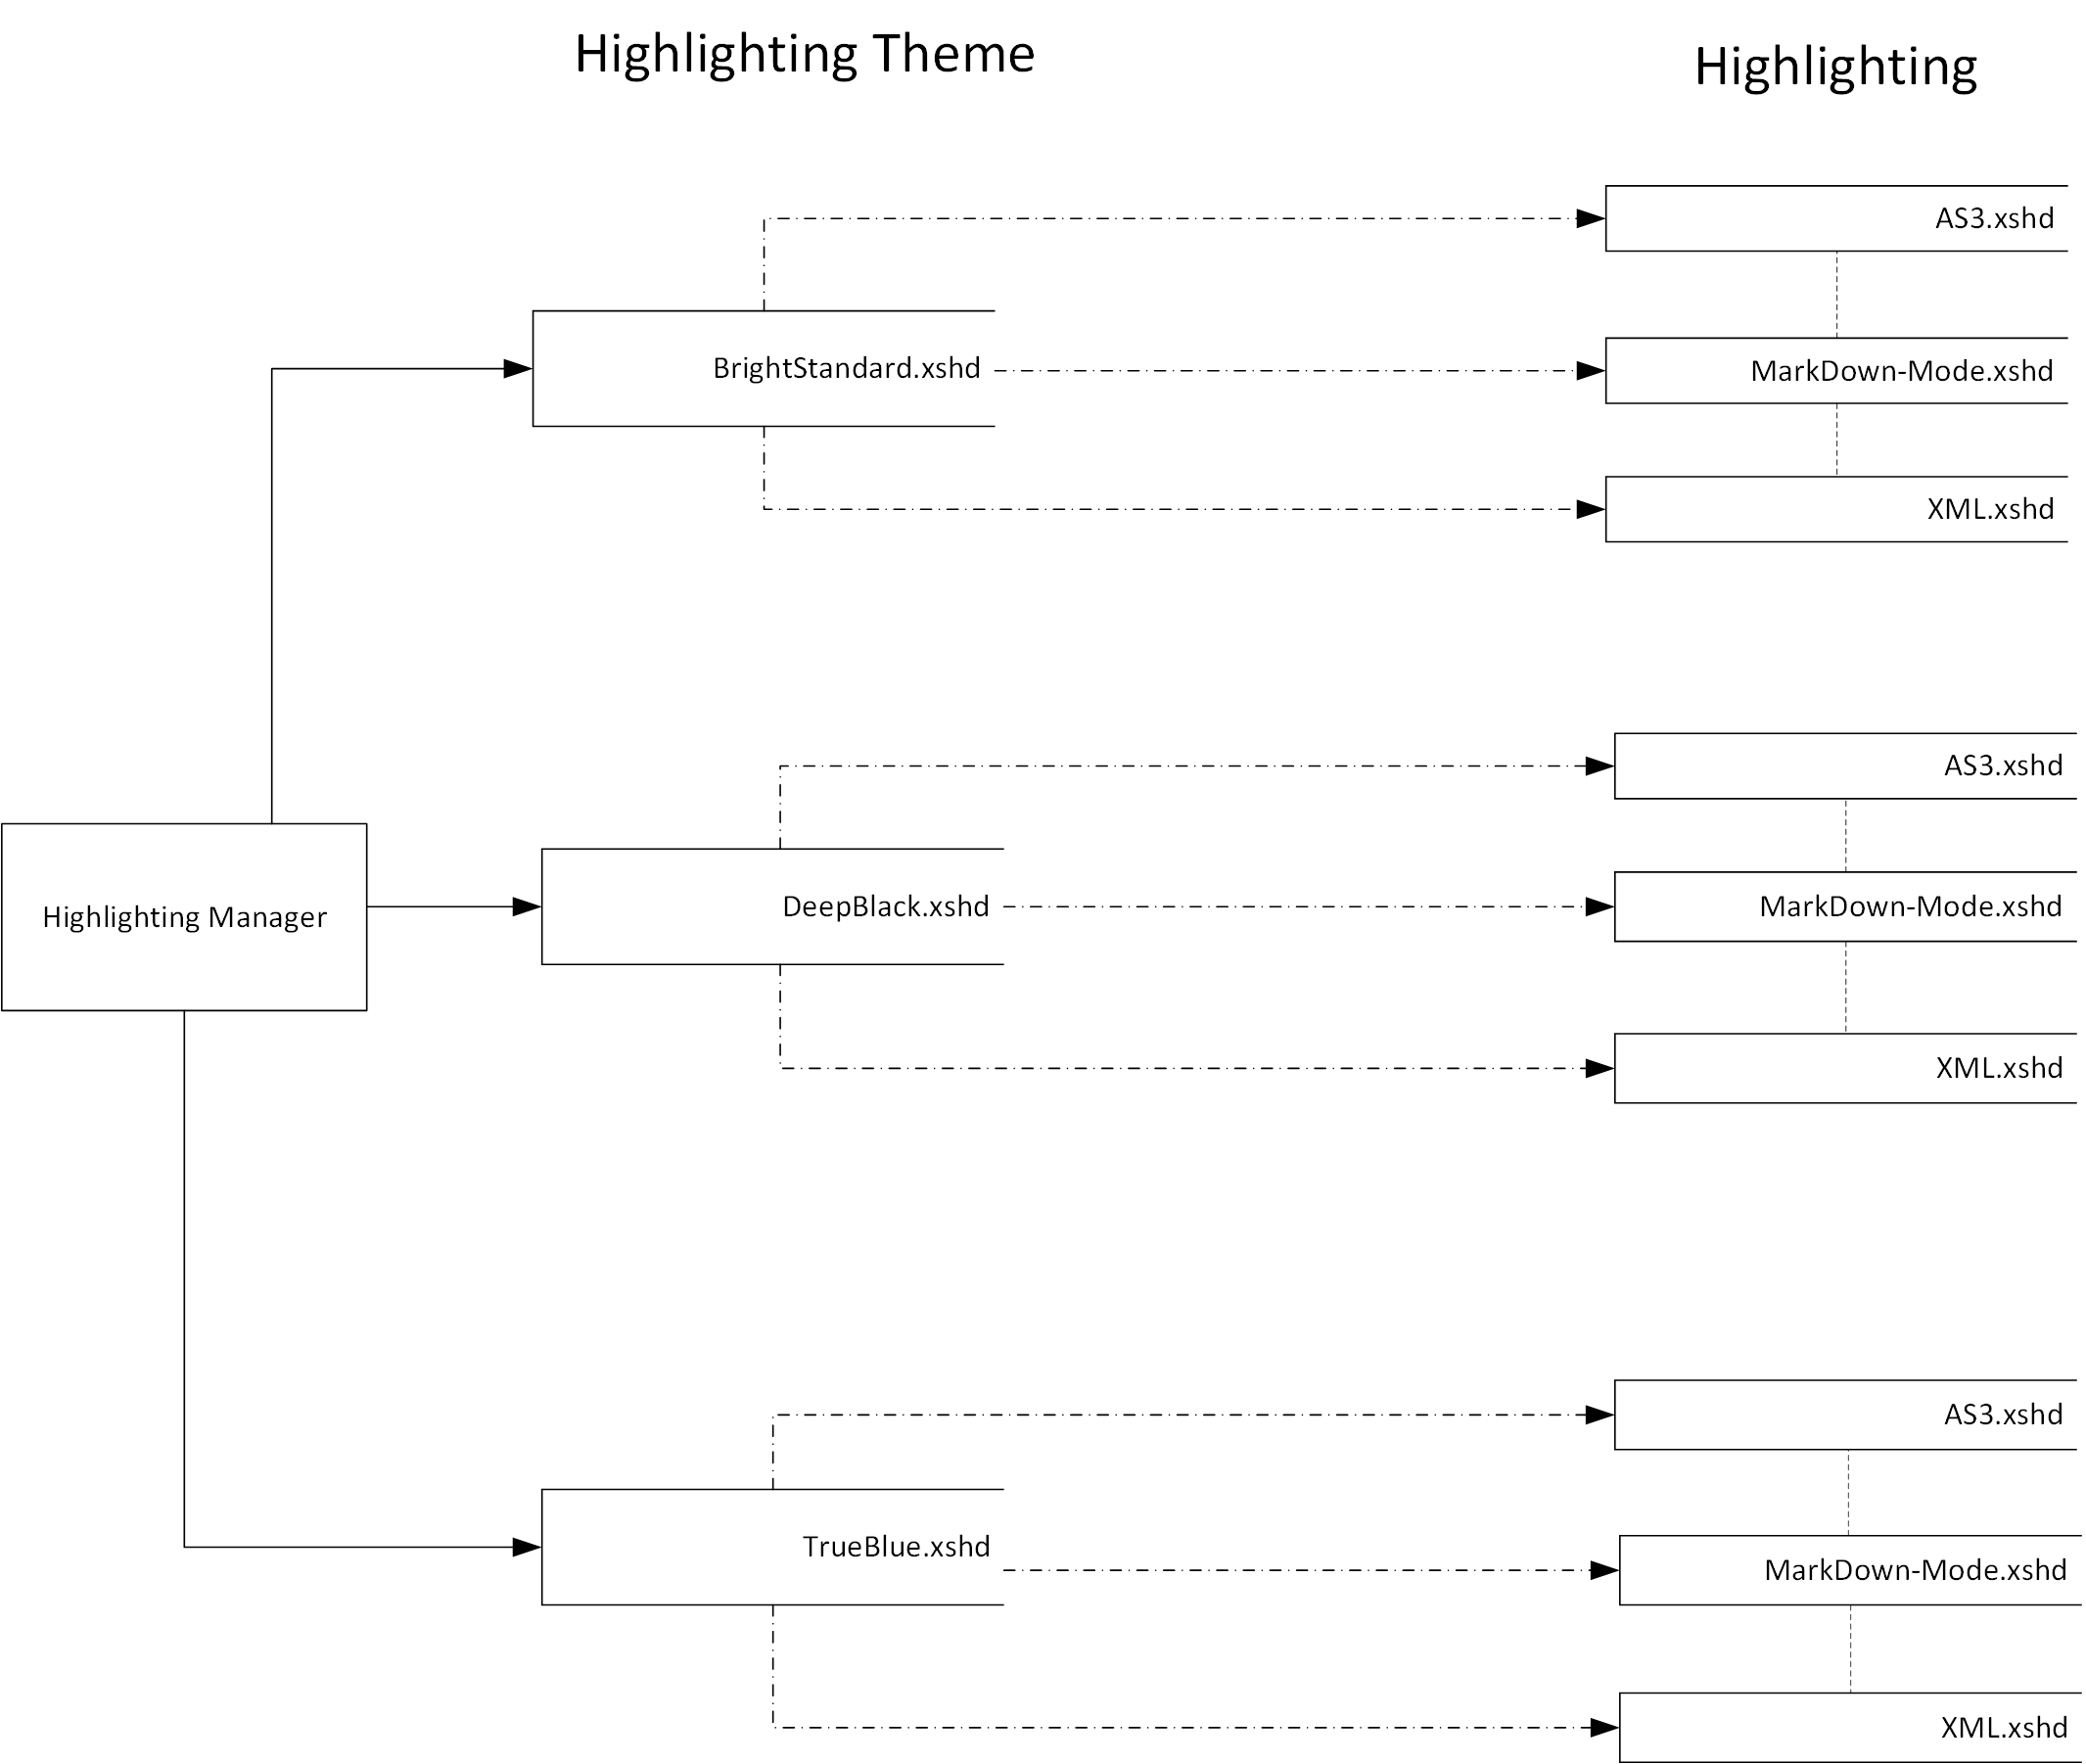 Highlighting Theme
Highlighting
AS3.xshd
BrightStandard.xshd
MarkDown-Mode.xshd
XML.xshd
AS3.xshd
Highlighting Manager
DeepBlack.xshd
MarkDown-Mode.xshd
XML.xshd
AS3.xshd
TrueBlue.xshd
MarkDown-Mode.xshd
XML.xshd